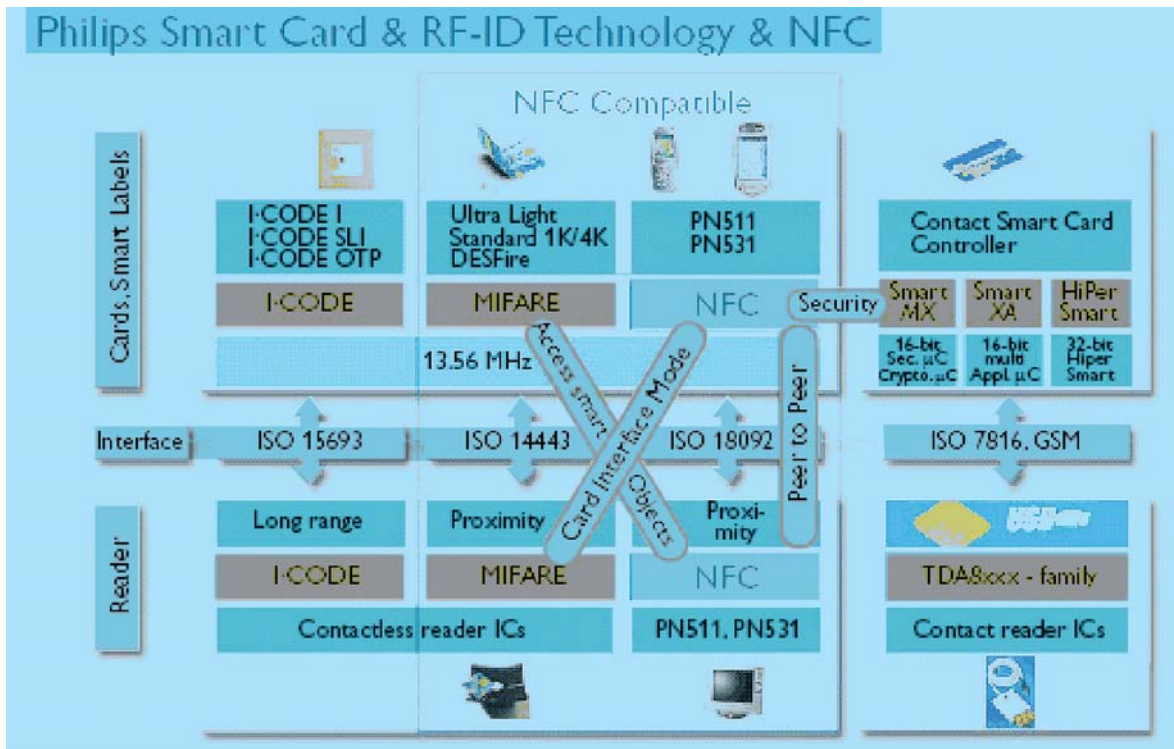 Philips Smart Card & RF-ID Technology & NFC
NFC Compatible
Cards, Smart Labels
I·CODE I
I·CODE SLI
I·CODE OTP
Ultra Light
Standard 1K/4K
DESFire
PN511
PN531
Contact Smart Card
Controller
I·CODE
MIFARE
NFC
Security
Smart
MX
Smart
XA
HiPer
Smart
13.56 MHz
16-bit
Sec. µC
Crypto. µC
16-bit
multi
Appl. µC
32-bit
Hiper
Smart
Access smart Objects
Card Interface Mode
Peer to Peer
Interface
ISO 15693
ISO 14443
ISO 18092
ISO 7816, GSM
Reader
Long range
Proximity
Proxi-
mity
I·CODE
MIFARE
NFC
TDA8xxx - family
Contactless reader ICs
PN511, PN531
Contact reader ICs